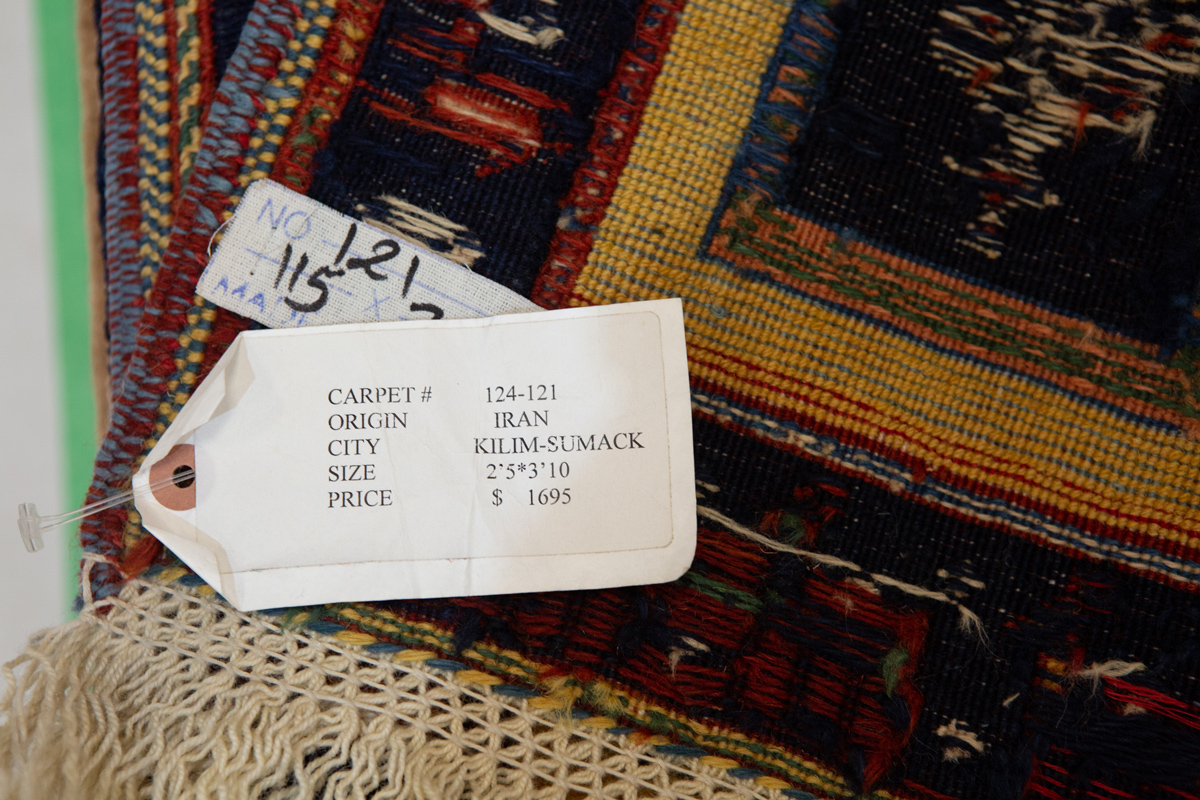 NO 121
115 x
CARPET # 124-121
ORIGIN IRAN
CITY KILIM-SUMACK
SIZE 2'5*3'10
PRICE $ 1695